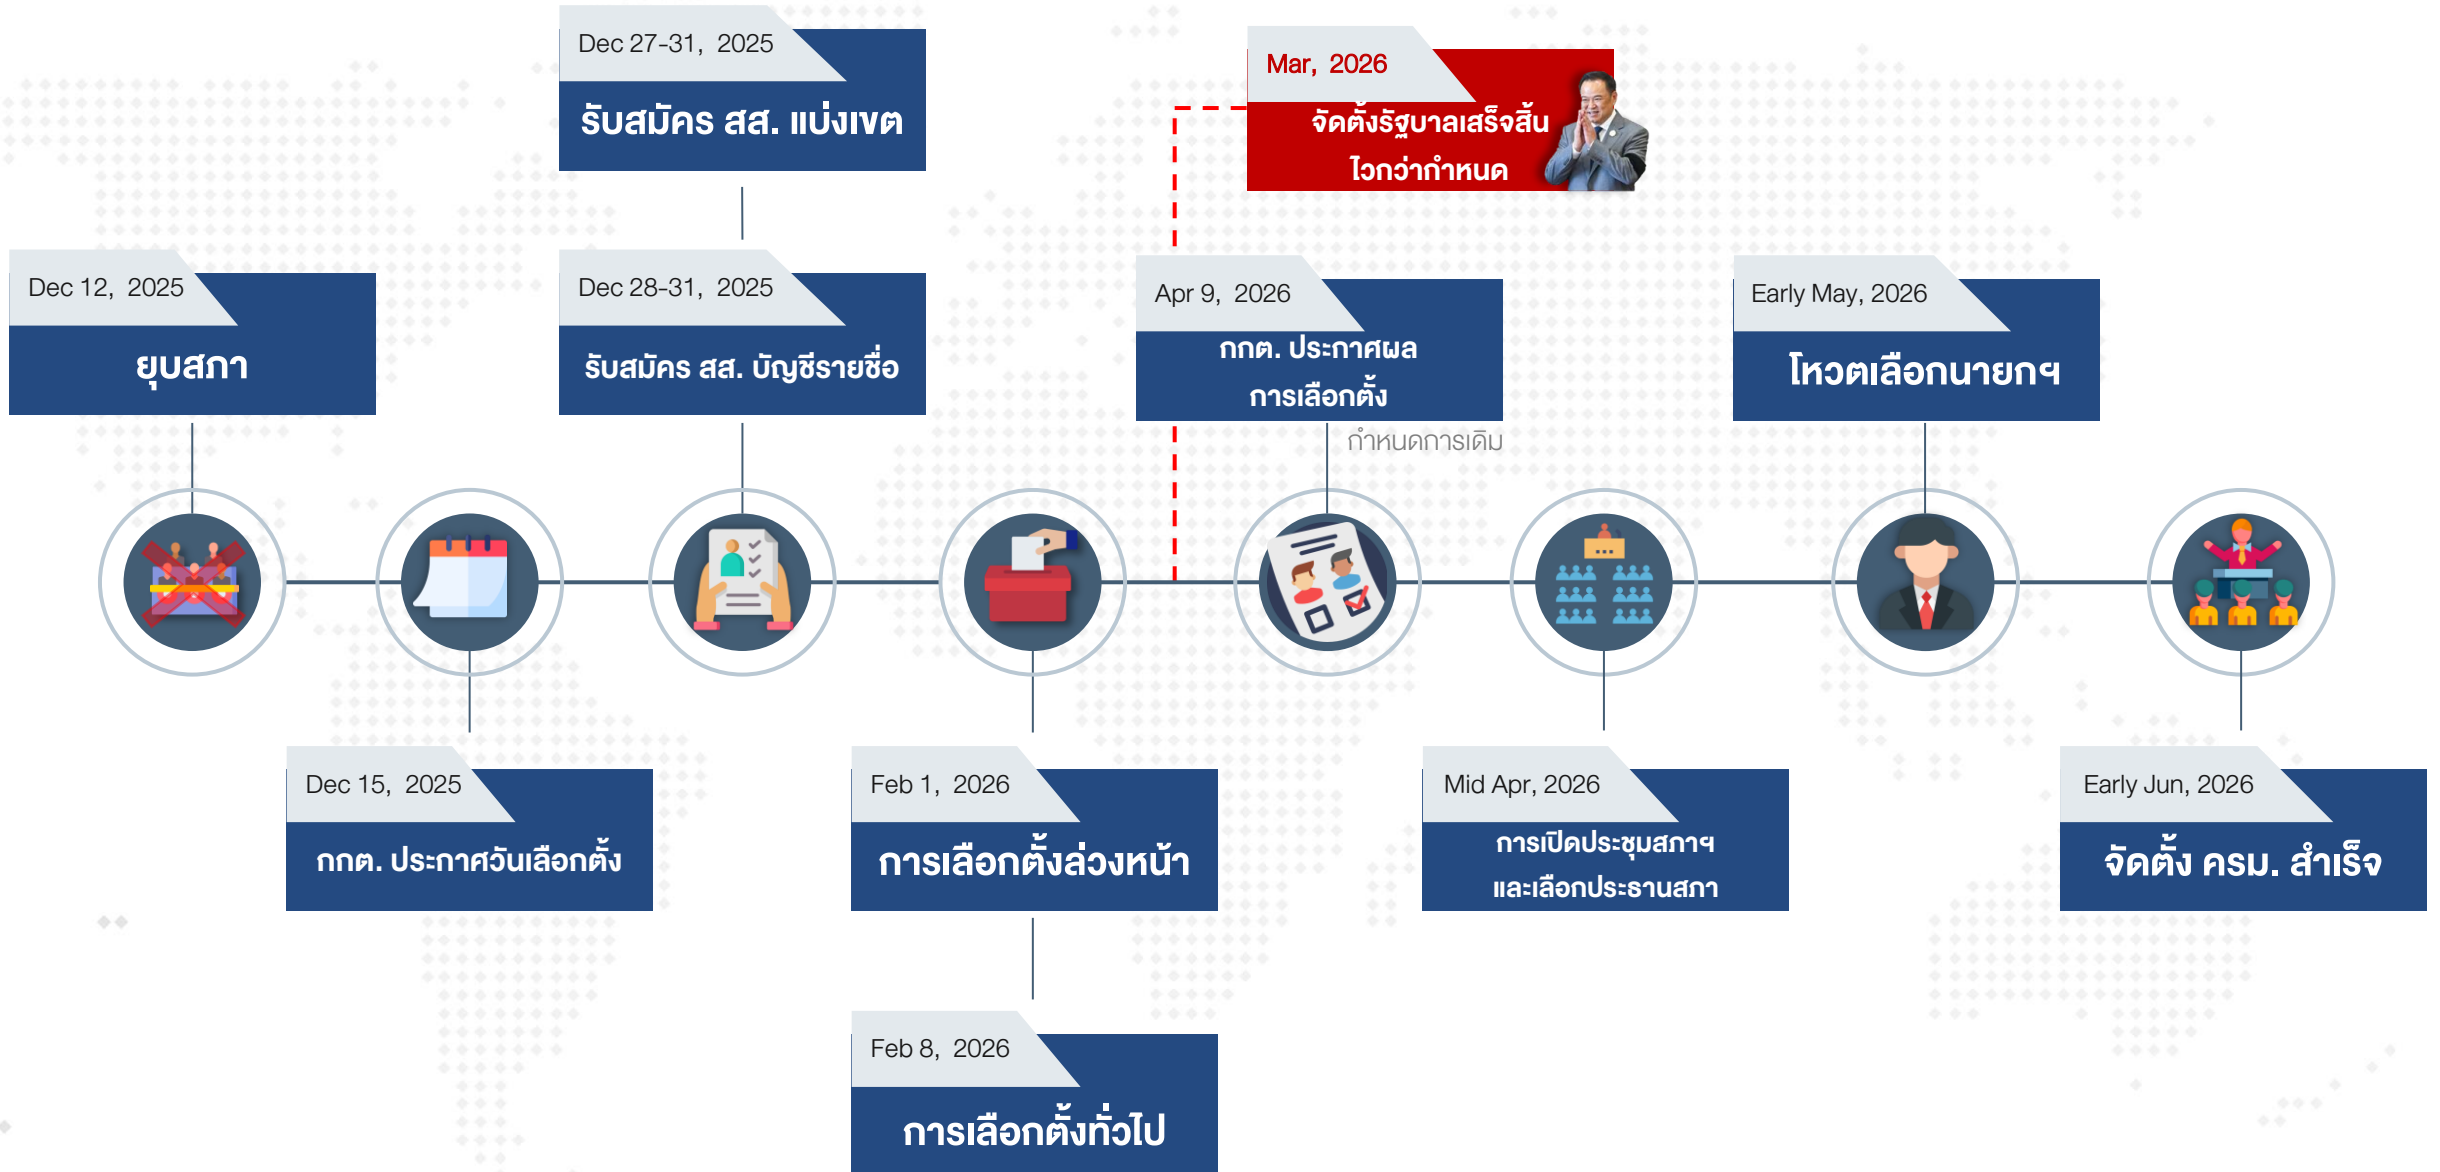 Dec 27-31, 2025
รับสมัคร สส. แบ่งเขต
Mar, 2026
จัดตั้งรัฐบาลเสร็จสิ้น
ไวกว่ากำหนด
Dec 12, 2025
ยุบสภา
Dec 28-31, 2025
รับสมัคร สส. บัญชีรายชื่อ
Apr 9, 2026
กกต. ประกาศผล
การเลือกตั้ง
กำหนดการเดิม
Early May, 2026
โหวตเลือกนายกฯ
Dec 15, 2025
กกต. ประกาศวันเลือกตั้ง
Feb 1, 2026
การเลือกตั้งล่วงหน้า
Mid Apr, 2026
การเปิดประชุมสภาฯ
และเลือกประธานสภา
Early Jun, 2026
จัดตั้ง ครม. สำเร็จ
Feb 8, 2026
การเลือกตั้งทั่วไป